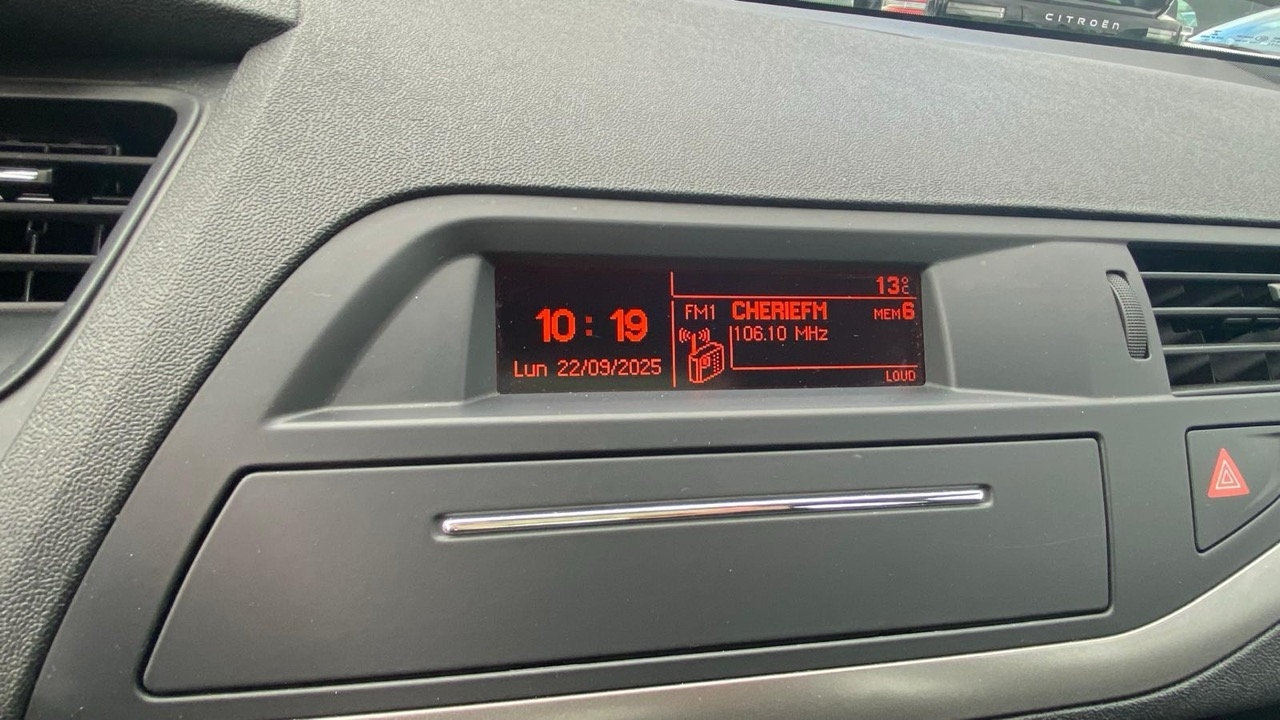 CITROËN
13°C
10:19
Lun 22/09/2025
FM1 CHERIEFM MEM6
106.10 MHz
LOUD